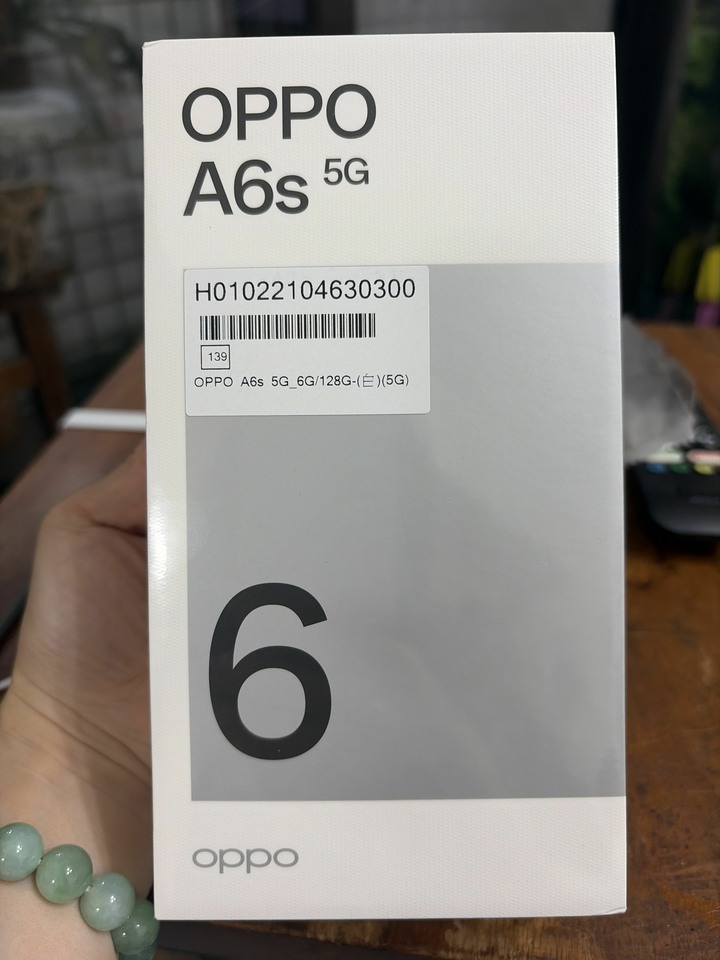 OPPO
A6s 5G
H01022104630300
139
OPPO A6s 5G_6G/128G-(白)(5G)
6
oppo